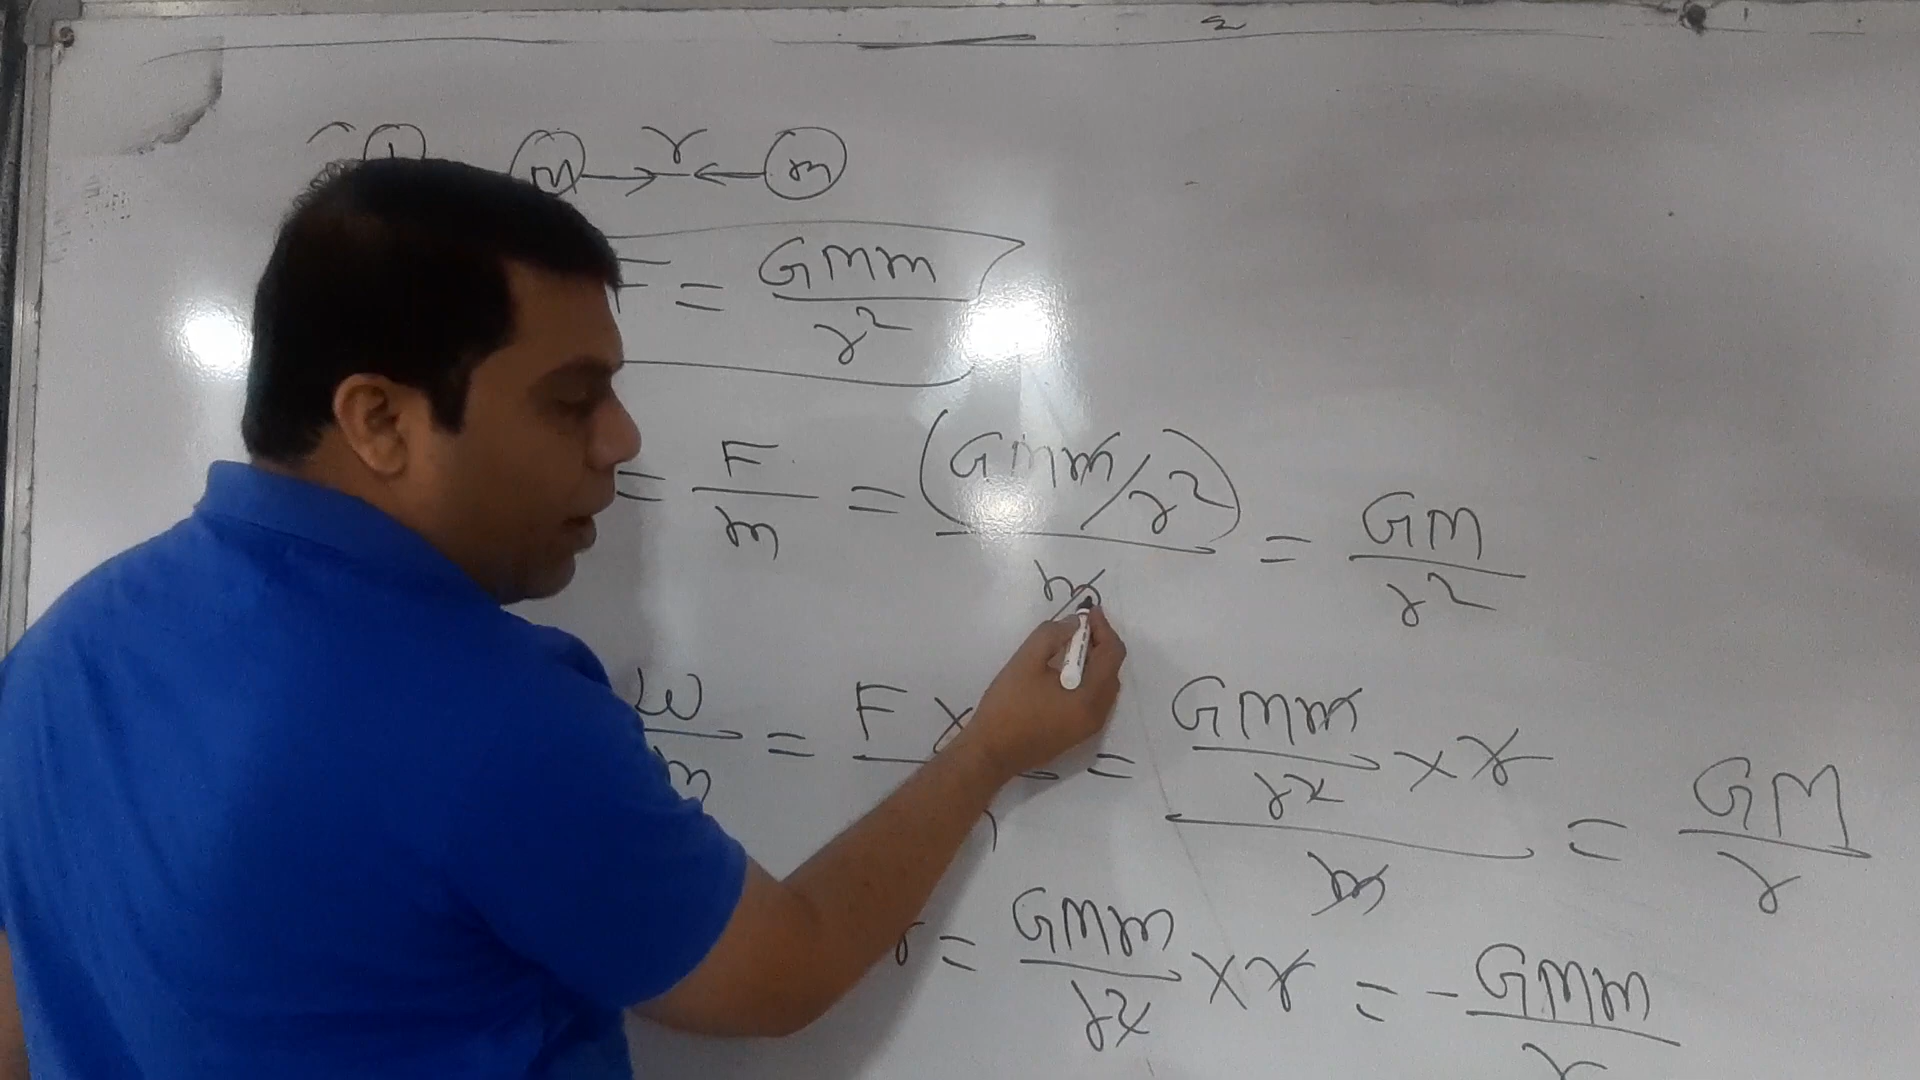 M r m
F = GMm / r²
= F / m = (GMm / r²) / m = GM / r²
W / m = F × = GMm / r² × r / m = GM / r
r = GMm / r² × r = - GMm / r